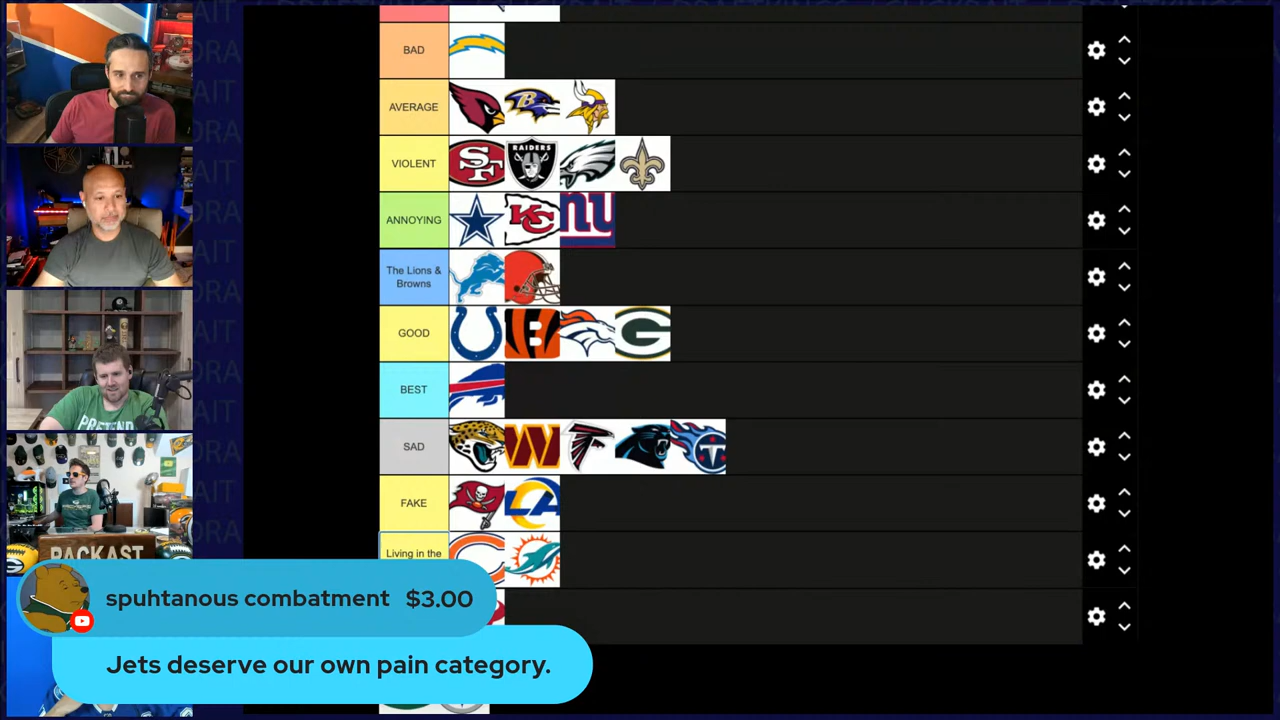 BAD
AVERAGE
VIOLENT
RAIDERS
ANNOYING
The Lions &
Browns
GOOD
BEST
SAD
FAKE
Living in the
PACKAST
spuhtanous combatment $3.00
Jets deserve our own pain category.